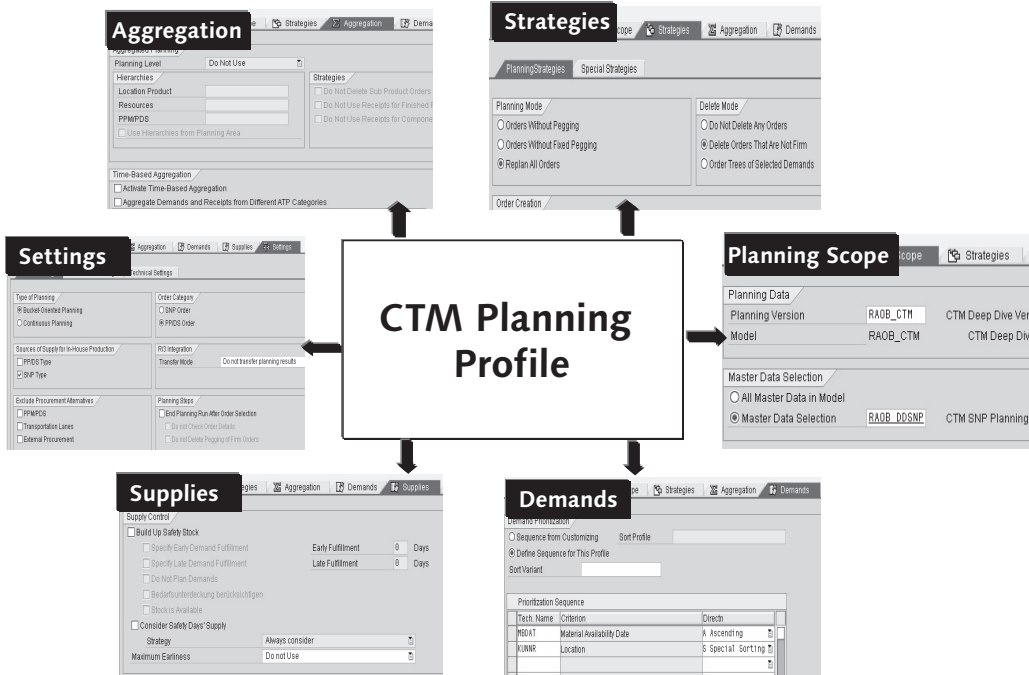 Aggregation
Strategies
Aggregation
Aggregated Planning
Planning Level Do Not Use
Hierarchies
Location Product
Resources
PPM/PDS
Use Hierarchies from Planning Area
Strategies
Do Not Delete Sub Product Orders
Do Not Use Receipts for Finished
Do Not Use Receipts for
Time-Based Aggregation
Activate Time-Based Aggregation
Aggregate Demands and Receipts from Different ATP Categories
Strategies
Strategies Aggregation Demands
PlanningStrategies Special Strategies
Planning Mode
Orders Without Pegging
Orders Without Fixed Pegging
Replan All Orders
Delete Mode
Do Not Delete Any Orders
Delete Orders That Are Not Firm
Order Trees of Selected Demands
Order Creation
Settings
Aggregation Demands Supplies Settings
Technical Settings
Type of Planning
Bucket-Oriented Planning
Continuous Planning
Order Category
SNP Order
PP/DS Order
Sources of Supply for In-House Production
PP/DS Type
SNP Type
R/3 Integration
Transfer Mode Do not transfer planning results
Exclude Procurement Alternatives
PPM/PDS
Transportation Lanes
External Procurement
Planning Steps
End Planning Run After Order Selection
Do not Check Order Details
Do not Delete Pegging of Firm Orders
CTM Planning
Profile
Planning Scope
Scope Strategies
Planning Data
Planning Version RAOB_CTM CTM Deep Dive Ver
Model RAOB_CTM CTM Deep Div
Master Data Selection
All Master Data in Model
Master Data Selection RAOB_DDSNP CTM SNP Planning
Supplies
egies Aggregation Demands Supplies
Supply Control
Build Up Safety Stock
Specify Early Demand Fulfillment Early Fulfillment 0 Days
Specify Late Demand Fulfillment Late Fulfillment 0 Days
Do Not Plan Demands
Bedarfsunterdeckung berücksichtigen
Stock is Available
Consider Safety Days' Supply
Strategy Always consider
Maximum Earliness Do not Use
Demands
Strategies Aggregation Demands
Demand Prioritization
Sequence from Customizing Sort Profile
Define Sequence for This Profile
Sort Variant
Prioritization Sequence
Tech. Name Criterion Directn
MBDAT Material Availability Date A Ascending
KUNNR Location S Special Sorting